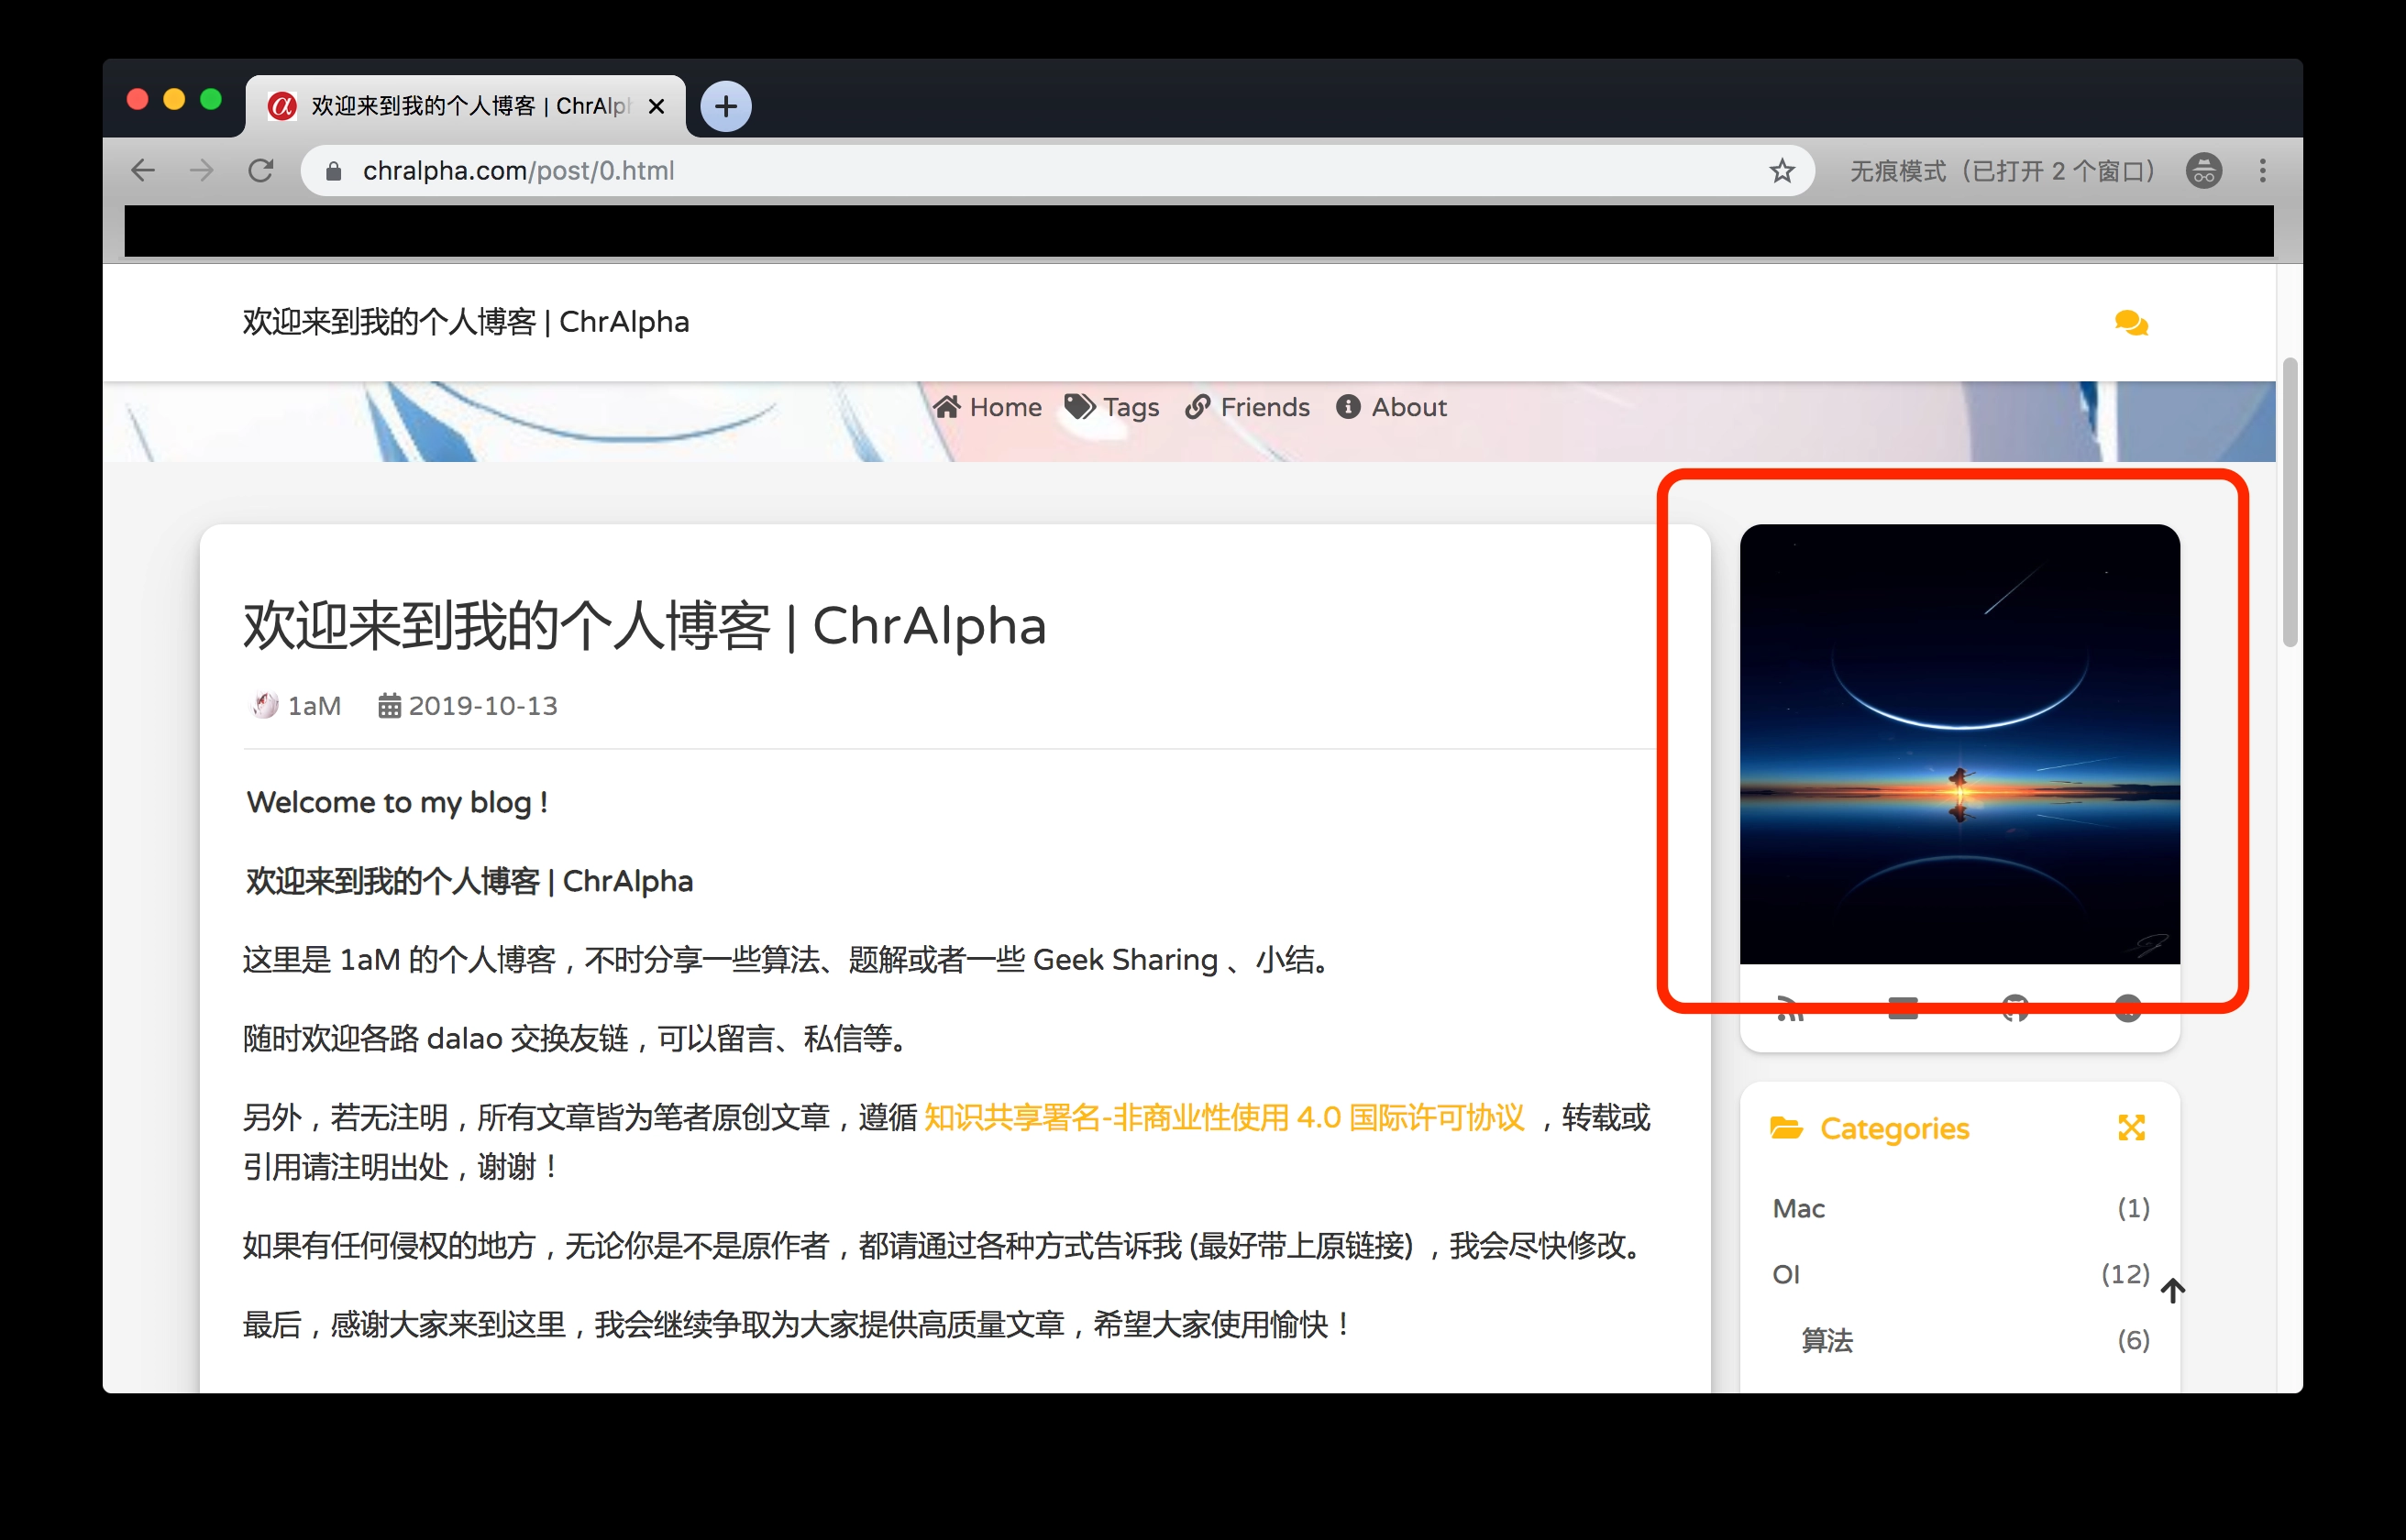 欢迎来到我的个人博客 | ChrAlph
chralpha.com/post/0.html
无痕模式（已打开 2 个窗口）
欢迎来到我的个人博客 | ChrAlpha
Home Tags Friends About
欢迎来到我的个人博客 | ChrAlpha
1aM 2019-10-13
Welcome to my blog !
欢迎来到我的个人博客 | ChrAlpha
这里是 1aM 的个人博客，不时分享一些算法、题解或者一些 Geek Sharing 、小结。
随时欢迎各路 dalao 交换友链，可以留言、私信等。
另外，若无注明，所有文章皆为笔者原创文章，遵循 知识共享署名-非商业性使用 4.0 国际许可协议 ，转载或
引用请注明出处，谢谢！
如果有任何侵权的地方，无论你是不是原作者，都请通过各种方式告诉我 (最好带上原链接) ，我会尽快修改。
最后，感谢大家来到这里，我会继续争取为大家提供高质量文章，希望大家使用愉快！
Categories
Mac (1)
OI (12)
算法 (6)